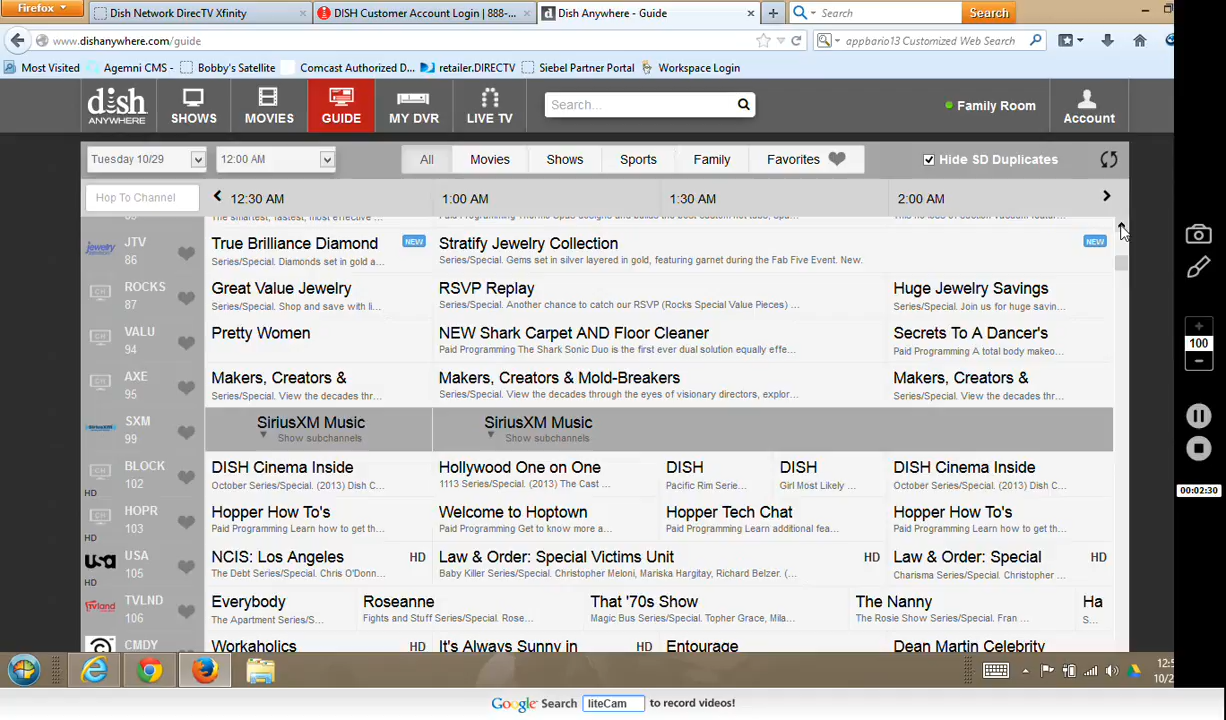 Firefox
Dish Network DirecTV Xfinity
DISH Customer Account Login | 888-...
Dish Anywhere - Guide
Search
Search
www.dishanywhere.com/guide
appbario13 Customized Web Search
Most Visited
Agemni CMS -
Bobby's Satellite
Comcast Authorized D...
retailer.DIRECTV
Siebel Partner Portal
Workspace Login
dish
ANYWHERE
SHOWS
MOVIES
GUIDE
MY DVR
LIVE TV
Search...
Family Room
Account
Tuesday 10/29
12:00 AM
All
Movies
Shows
Sports
Family
Favorites
Hide SD Duplicates
Hop To Channel
12:30 AM
1:00 AM
1:30 AM
2:00 AM
JTV
86
True Brilliance Diamond
NEW
Series/Special. Diamonds set in gold a...
Stratify Jewelry Collection
NEW
Series/Special. Gems set in silver layered in gold, featuring garnet during the Fab Five Event. New.
ROCKS
87
Great Value Jewelry
Series/Special. Shop and save with li...
RSVP Replay
Series/Special. Another chance to catch our RSVP (Rocks Special Value Pieces) ...
Huge Jewelry Savings
Series/Special. Join us for huge savin...
VALU
94
Pretty Women
NEW Shark Carpet AND Floor Cleaner
Paid Programming The Shark Sonic Duo is the first ever dual solution equally effe...
Secrets To A Dancer's
Paid Programming A total body makeo...
AXE
95
Makers, Creators &
Series/Special. View the decades thr...
Makers, Creators & Mold-Breakers
Series/Special. View the decades through the eyes of visionary directors, explor...
Makers, Creators &
Series/Special. View the decades thr...
SXM
99
SiriusXM Music
Show subchannels
SiriusXM Music
Show subchannels
BLOCK
102
HD
DISH Cinema Inside
October Series/Special. (2013) Dish C...
Hollywood One on One
1113 Series/Special. (2013) The Cast ...
DISH
Pacific Rim Serie...
DISH
Girl Most Likely ...
DISH Cinema Inside
October Series/Special. (2013) Dish C...
HOPR
103
HD
Hopper How To's
Paid Programming Learn how to get th...
Welcome to Hoptown
Paid Programming Get to know more a...
Hopper Tech Chat
Paid Programming Learn additional fea...
Hopper How To's
Paid Programming Learn how to get th...
usa
USA
105
HD
NCIS: Los Angeles
HD
The Debt Series/Special. Chris O'Donn...
Law & Order: Special Victims Unit
HD
Baby Killer Series/Special. Christopher Meloni, Mariska Hargitay, Richard Belzer. (...
Law & Order: Special
HD
Charisma Series/Special. Christopher ...
tvland
TVLND
106
Everybody
The Apartment Series/S...
Roseanne
Fights and Stuff Series/Special. Rose...
That '70s Show
Magic Bus Series/Special. Topher Grace, Mila...
The Nanny
The Rosie Show Series/Special. Fran ...
Ha
S...
CMDY
Workaholics
HD
It's Always Sunny in
HD
Entourage
Dean Martin Celebrity
100
00:02:30
12:5
10/2
Google Search
liteCam
to record videos!